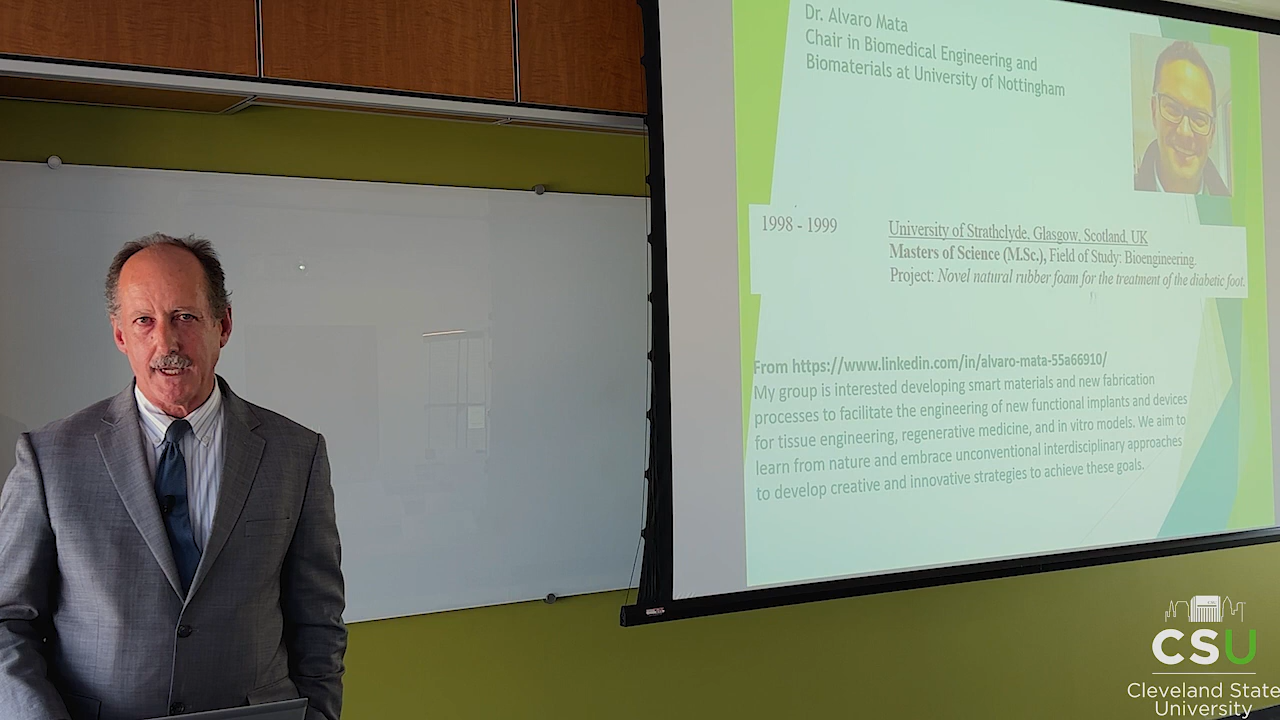 Dr. Alvaro Mata
Chair in Biomedical Engineering and
Biomaterials at University of Nottingham
1998 - 1999
University of Strathclyde, Glasgow, Scotland, UK
Masters of Science (M.Sc.), Field of Study: Bioengineering.
Project: Novel natural rubber foam for the treatment of the diabetic foot.
From https://www.linkedin.com/in/alvaro-mata-55a66910/
My group is interested developing smart materials and new fabrication
processes to facilitate the engineering of new functional implants and devices
for tissue engineering, regenerative medicine, and in vitro models. We aim to
learn from nature and embrace unconventional interdisciplinary approaches
to develop creative and innovative strategies to achieve these goals.
CSU
Cleveland State
University